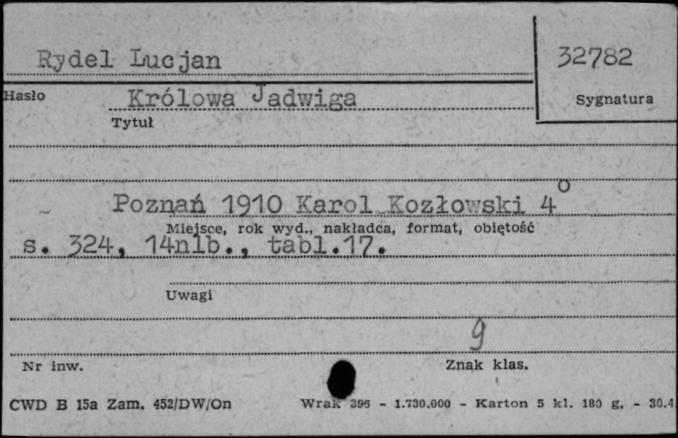 Rydel Lucjan
32782
Hasło
Królowa Jadwiga
Sygnatura
Tytuł
Poznań 1910 Karol Kozłowski 4°
Miejsce, rok wyd., nakładca, format, objętość
s. 324, 14nlb., tabl.17.
Uwagi
9
Nr inw.
Znak klas.
CWD B 15a Zam. 452/DW/On
Wrak 396 - 1.730.000 - Karton 5 kl. 180 g. - 30.4